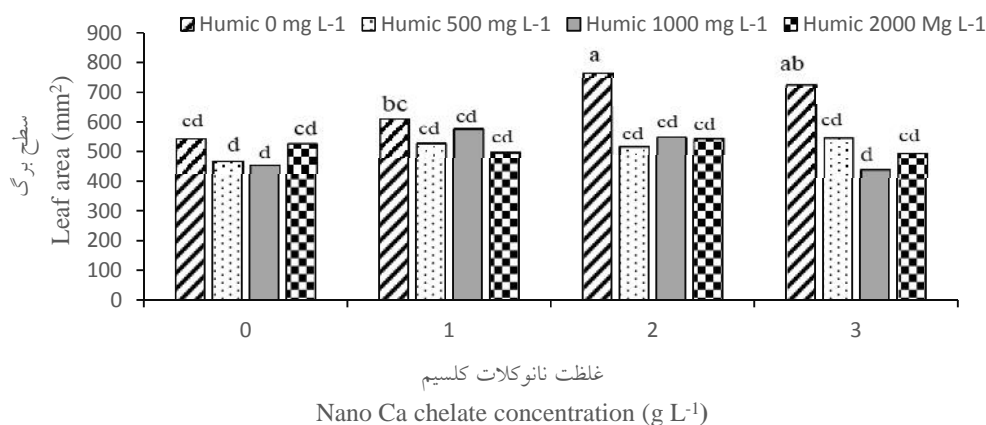 Humic 0 mg L-1 Humic 500 mg L-1 Humic 1000 mg L-1 Humic 2000 Mg L-1
سطح برگ
Leaf area (mm²)
900
800
700
600
500
400
300
200
100
0
cd d d cd
bc cd cd cd
a cd cd cd
ab cd d cd
0 1 2 3
غلظت نانوکلات کلسیم
Nano Ca chelate concentration (g L⁻¹)